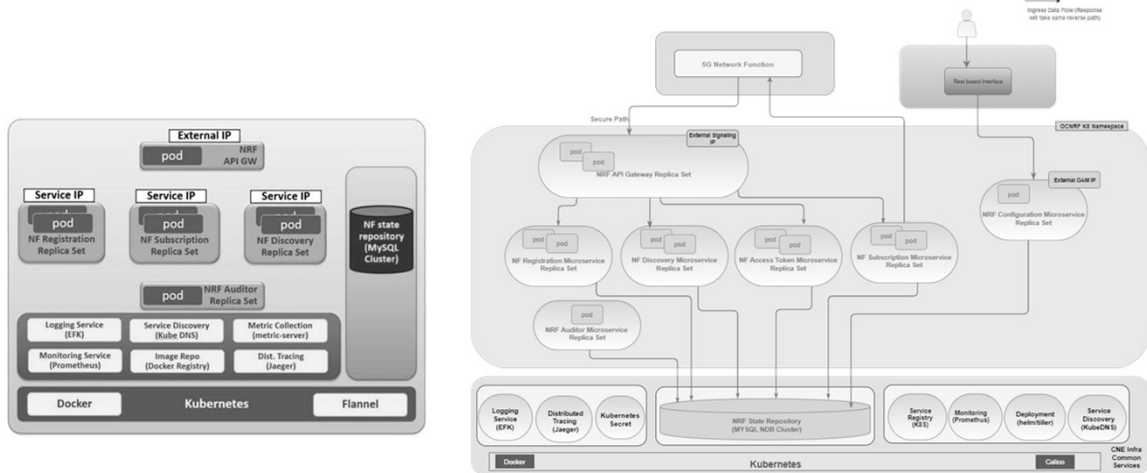 External IP
pod
NRF
API GW
Service IP
Service IP
Service IP
pod
pod
pod
NF Registration
Replica Set
NF Subscription
Replica Set
NF Discovery
Replica Set
NF state
repository
(MySQL
Cluster)
pod
NRF Auditor
Replica Set
Logging Service
(EFK)
Service Discovery
(Kube DNS)
Metric Collection
(metric-server)
Monitoring Service
(Prometheus)
Image Repo
(Docker Registry)
Dist. Tracing
(Jaeger)
Docker
Kubernetes
Flannel
Ingress Data Flow (Response
will take same reverse path)
5G Network Function
Rest based Interface
Secure Path
OCNRF K8 Namespace
External Signaling
IP
pod
pod
NRF API Gateway Replica Set
External OAM IP
pod
NRF Configuration Microservice
Replica Set
pod
pod
NF Registration Microservice
Replica Set
pod
pod
NF Discovery Microservice
Replica Set
pod
pod
NF Access Token Microservice
Replica Set
pod
pod
NF Subscription Microservice
Replica Set
pod
NRF Auditor Microservice
Replica Set
Logging
Service
(EFK)
Distributed
Tracing
(Jaeger)
Kubernetes
Secret
NRF State Repository
(MYSQL NDB Cluster)
Service
Registry
(K8S)
Monitoring
(Promethus)
Deployment
(helm/tiller)
Service
Discovery
(KubeDNS)
Docker
Kubernetes
Calico
CNE Infra
Common
Services